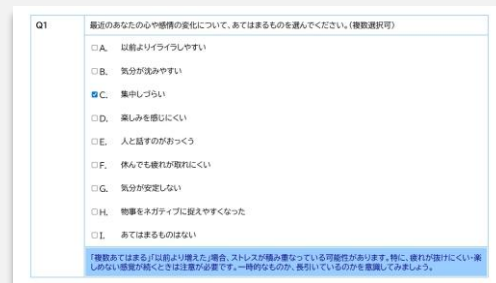 Q1
最近のあなたの心や感情の変化について、あてはまるものを選んでください。(複数選択可)
A. 以前よりイライラしやすい
B. 気分が沈みやすい
C. 集中しづらい
D. 楽しみを感じにくい
E. 人と話すのがおっくう
F. 休んでも疲れが取れにくい
G. 気分が安定しない
H. 物事をネガティブに捉えやすくなった
I. あてはまるものはない
「複数あてはまる」「以前より増えた」場合、ストレスが積み重なっている可能性があります。特に、疲れが抜けにくい・楽
しめない感覚が続くときは注意が必要です。一時的なものか、長引いているのかを意識してみましょう。